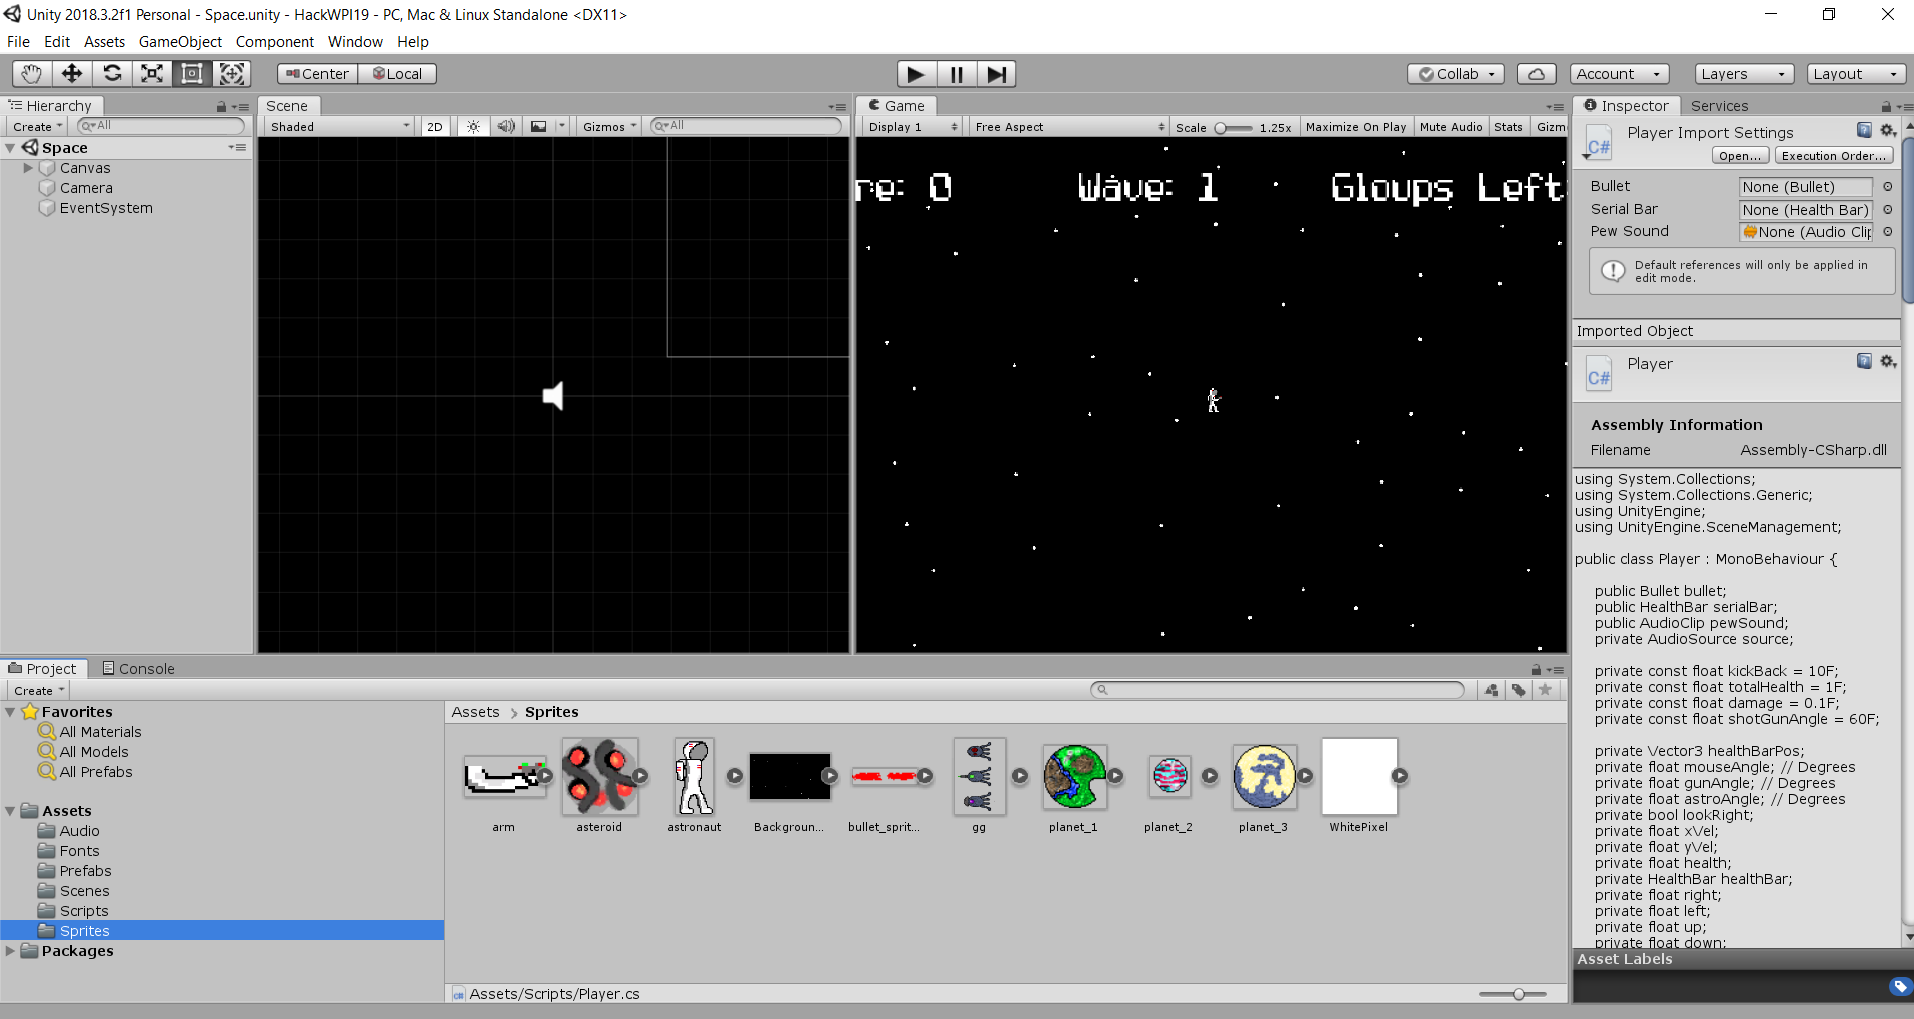 Unity 2018.3.2f1 Personal - Space.unity - HackWPI19 - PC, Mac & Linux Standalone <DX11>
File Edit Assets GameObject Component Window Help
Center Local Collab Account Layers Layout
Hierarchy
Create All
Space
Canvas
Camera
EventSystem
Scene
Shaded 2D Gizmos All
Game
Display 1 Free Aspect Scale 1.25x Maximize On Play Mute Audio Stats Gizm
re: 0 Wave: 1 Gloups Left:
Inspector Services
C# Player Import Settings
Open... Execution Order...
Bullet None (Bullet)
Serial Bar None (Health Bar)
Pew Sound None (Audio Clip
Default references will only be applied in
edit mode.
Imported Object
C# Player
Assembly Information
Filename Assembly-CSharp.dll
using System.Collections;
using System.Collections.Generic;
using UnityEngine;
using UnityEngine.SceneManagement;
public class Player : MonoBehaviour {
public Bullet bullet;
public HealthBar serialBar;
public AudioClip pewSound;
private AudioSource source;
private const float kickBack = 10F;
private const float totalHealth = 1F;
private const float damage = 0.1F;
private const float shotGunAngle = 60F;
private Vector3 healthBarPos;
private float mouseAngle; // Degrees
private float gunAngle; // Degrees
private float astroAngle; // Degrees
private bool lookRight;
private float xVel;
private float yVel;
private float health;
private HealthBar healthBar;
private float right;
private float left;
private float up;
private float down;
Asset Labels
Project Console
Create
Favorites
All Materials
All Models
All Prefabs
Assets
Audio
Fonts
Prefabs
Scenes
Scripts
Sprites
Packages
Assets > Sprites
arm asteroid astronaut Backgroun... bullet_sprit... gg planet_1 planet_2 planet_3 WhitePixel
Assets/Scripts/Player.cs